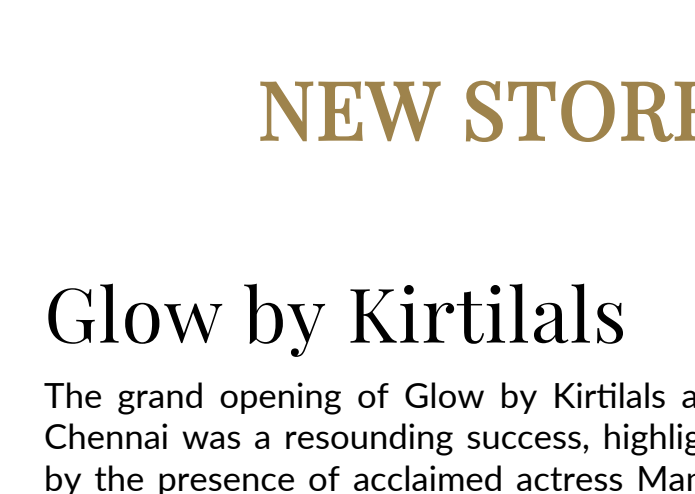 NEW STORE
Glow by Kirtilals
The grand opening of Glow by Kirtilals
Chennai was a resounding success,
by the presence of acclaimed actress